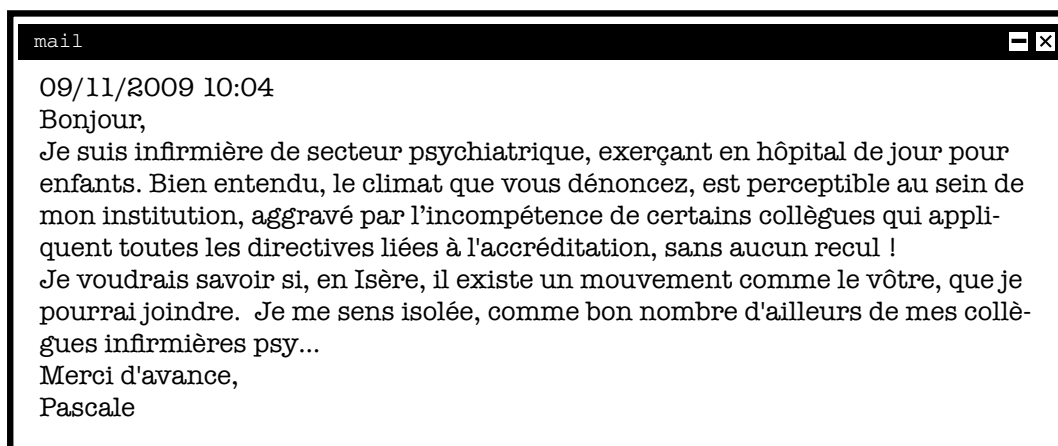 mail
09/11/2009 10:04
Bonjour,
Je suis infirmière de secteur psychiatrique, exerçant en hôpital de jour pour
enfants. Bien entendu, le climat que vous dénoncez, est perceptible au sein de
mon institution, aggravé par l’incompétence de certains collègues qui appli-
quent toutes les directives liées à l'accréditation, sans aucun recul !
Je voudrais savoir si, en Isère, il existe un mouvement comme le vôtre, que je
pourrai joindre.  Je me sens isolée, comme bon nombre d'ailleurs de mes collè-
gues infirmières psy...
Merci d'avance,
Pascale